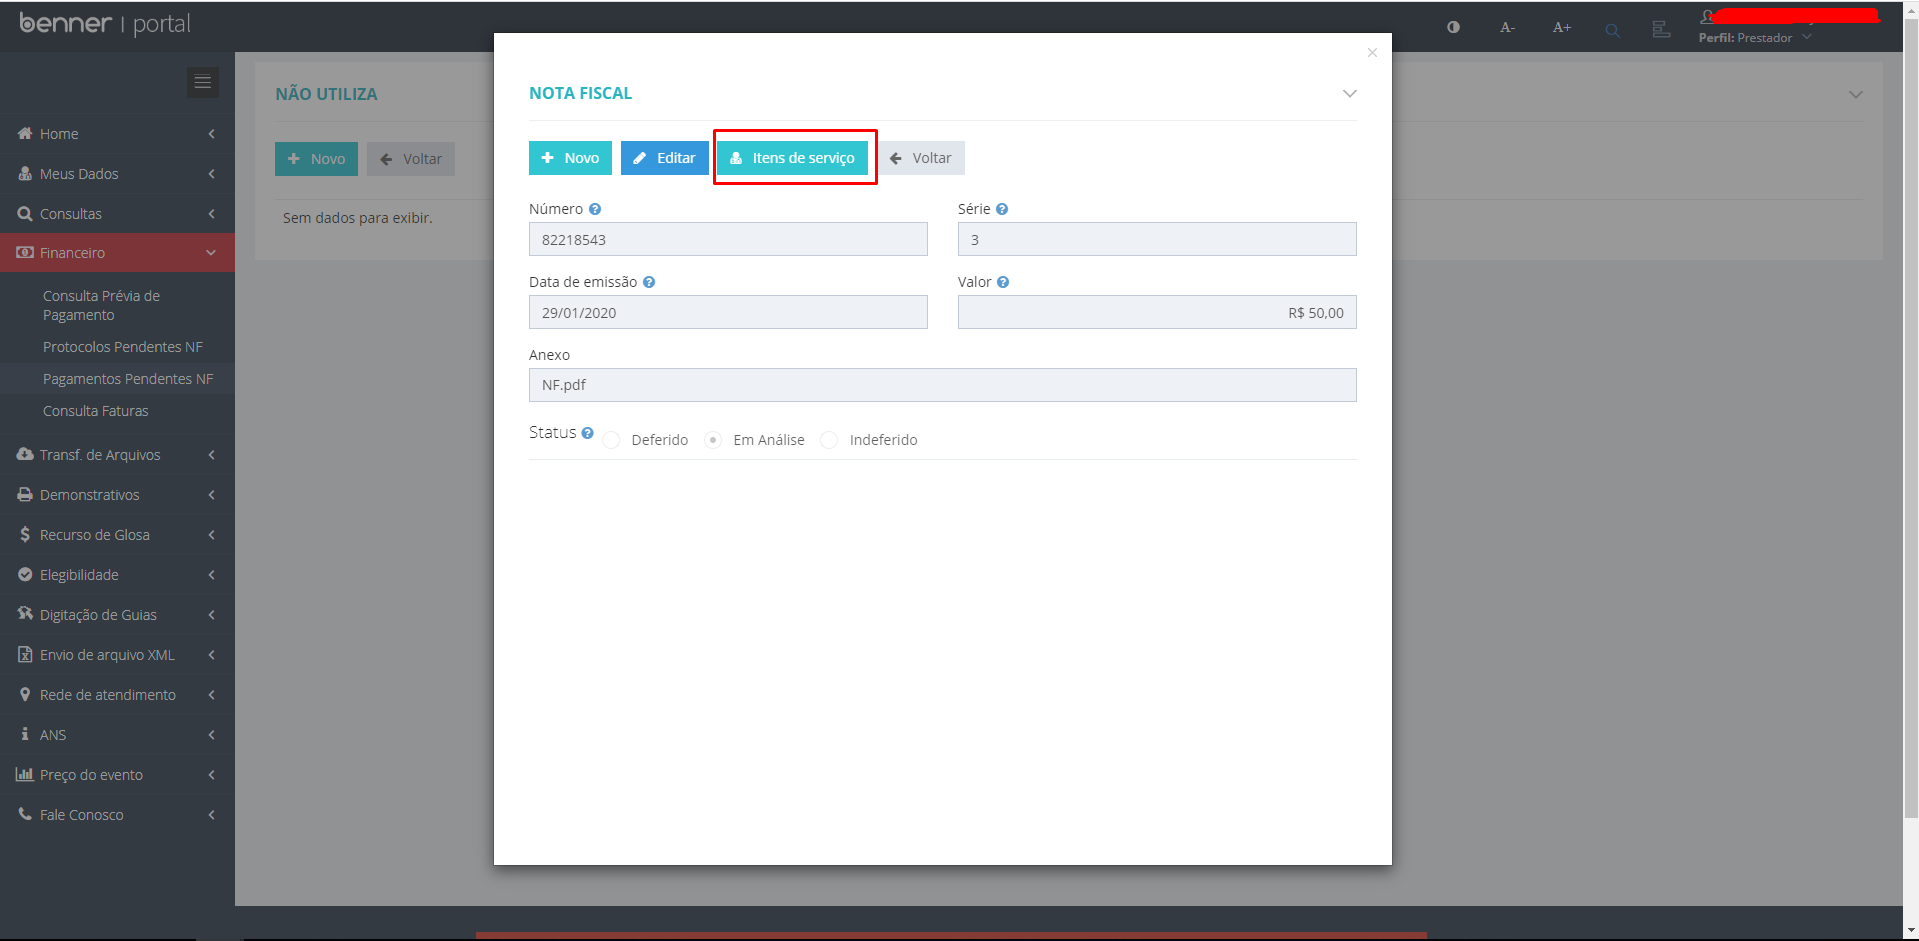 benner | portal
A-
A+
Perfil: Prestador
Home
Meus Dados
Consultas
Financeiro
Consulta Prévia de
Pagamento
Protocolos Pendentes NF
Pagamentos Pendentes NF
Consulta Faturas
Transf. de Arquivos
Demonstrativos
Recurso de Glosa
Elegibilidade
Digitação de Guias
Envio de arquivo XML
Rede de atendimento
ANS
Preço do evento
Fale Conosco
NÃO UTILIZA
Novo Voltar
Sem dados para exibir.
NOTA FISCAL
Novo Editar Itens de serviço Voltar
Número Série
82218543 3
Data de emissão Valor
29/01/2020 R$ 50,00
Anexo
NF.pdf
Status Deferido Em Análise Indeferido